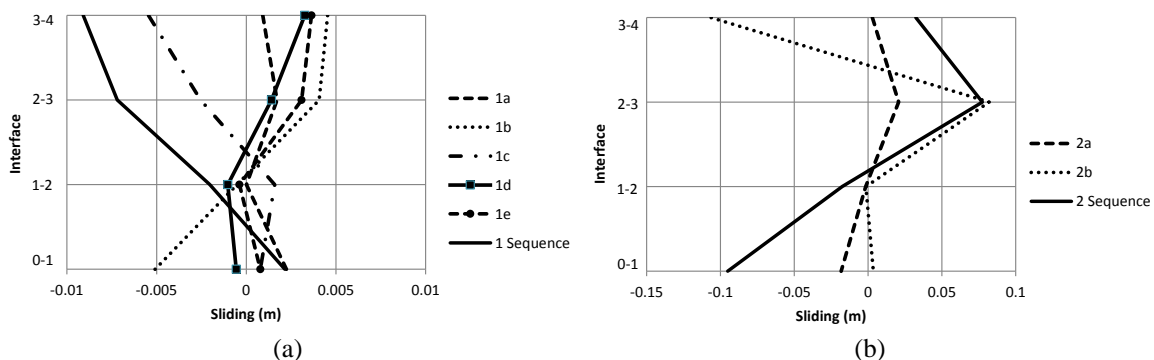 3-4
2-3
1-2
0-1
Interface
-0.01
-0.005
0
0.005
0.01
Sliding (m)
1a
1b
1c
1d
1e
1 Sequence
(a)
3-4
2-3
1-2
0-1
Interface
-0.15
-0.1
-0.05
0
0.05
0.1
Sliding (m)
2a
2b
2 Sequence
(b)